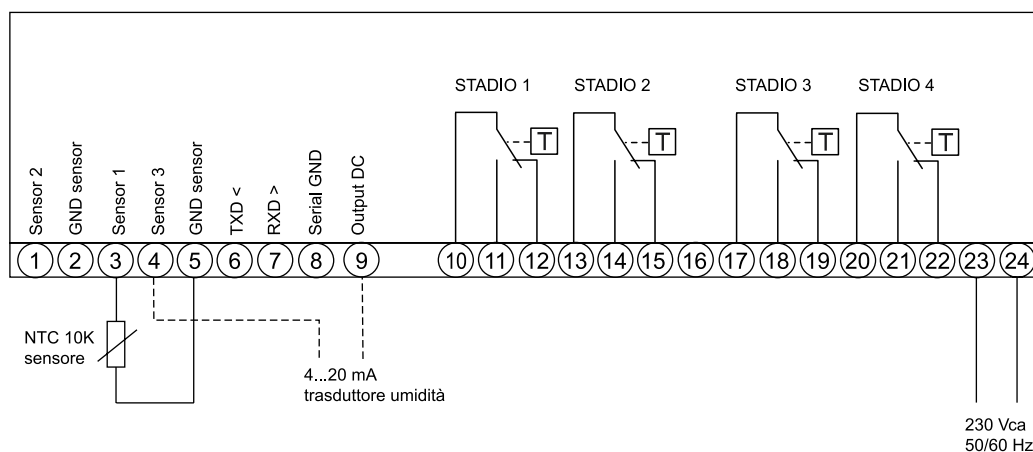 STADIO 1
STADIO 2
STADIO 3
STADIO 4
T
T
T
T
Sensor 2
GND sensor
Sensor 1
Sensor 3
GND sensor
TXD <
RXD >
Serial GND
Output DC
1
2
3
4
5
6
7
8
9
10
11
12
13
14
15
16
17
18
19
20
21
22
23
24
NTC 10K
sensore
4...20 mA
trasduttore umidità
230 Vca
50/60 Hz